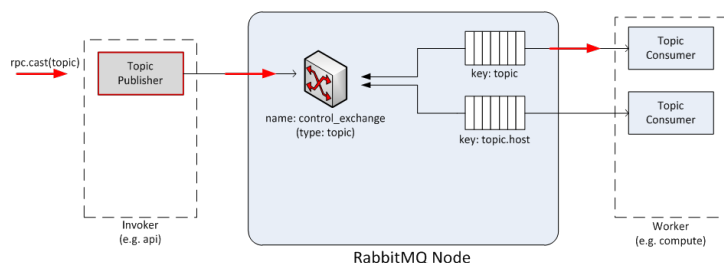 rpc.cast(topic)
Topic
Publisher
name: control_exchange
(type: topic)
key: topic
key: topic.host
Topic
Consumer
Topic
Consumer
Invoker
(e.g. api)
Worker
(e.g. compute)
RabbitMQ Node